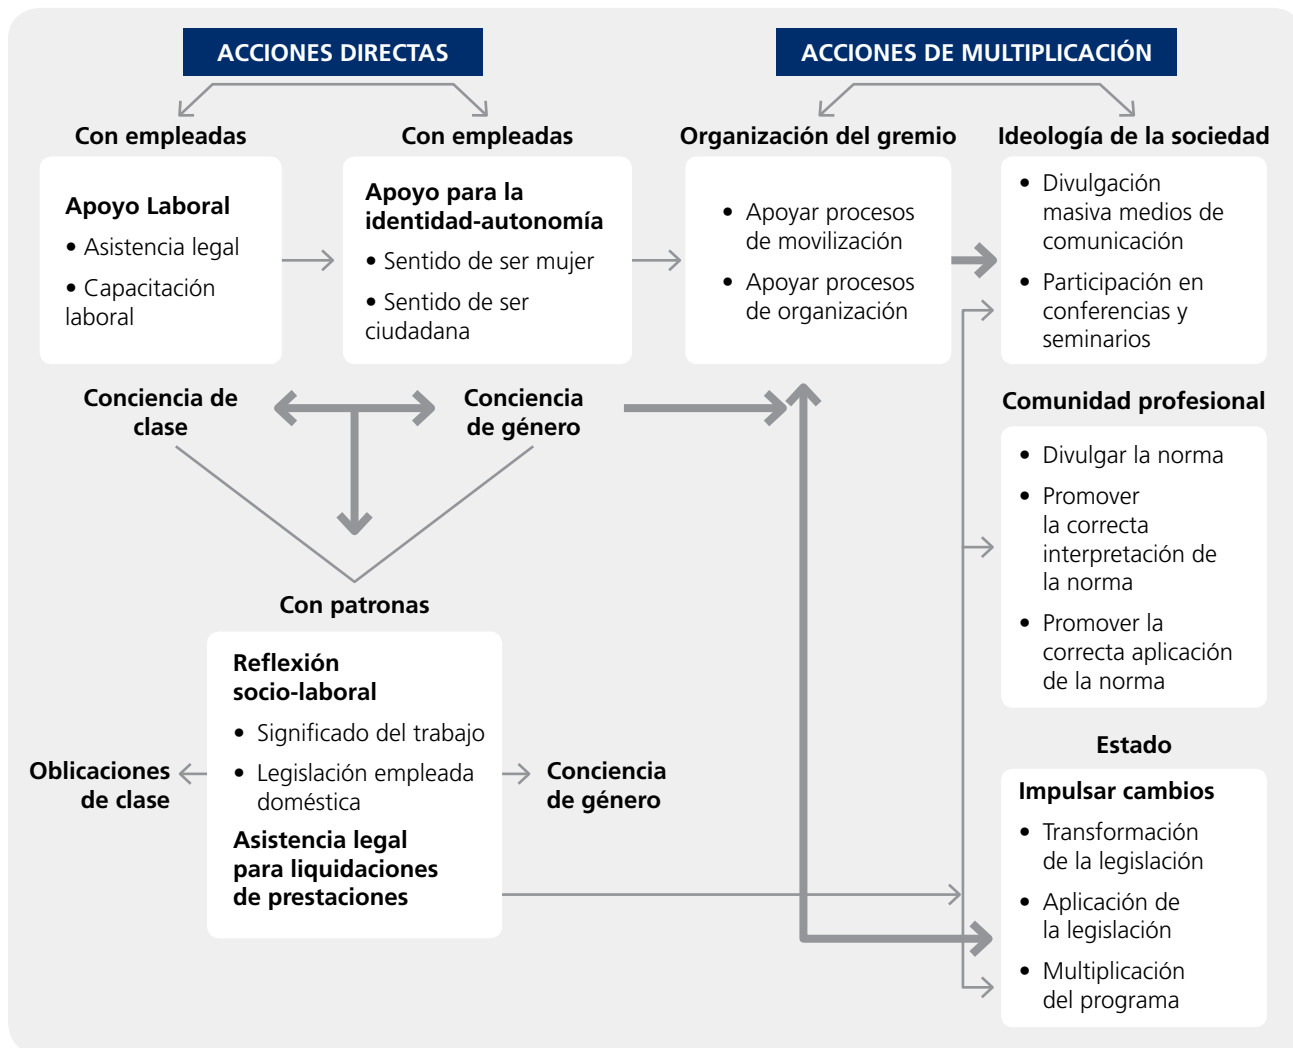 ACCIONES DIRECTAS
Con empleadas
Apoyo Laboral
• Asistencia legal
• Capacitación
laboral
Con empleadas
Apoyo para la
identidad-autonomía
• Sentido de ser mujer
• Sentido de ser
ciudadana
Conciencia de
clase
Conciencia
de género
Con patronas
Reflexión
socio-laboral
• Significado del trabajo
• Legislación empleada
doméstica
Asistencia legal
para liquidaciones
de prestaciones
Oblicaciones
de clase
Conciencia
de género
ACCIONES DE MULTIPLICACIÓN
Organización del gremio
• Apoyar procesos
de movilización
• Apoyar procesos
de organización
Ideología de la sociedad
• Divulgación
masiva medios de
comunicación
• Participación en
conferencias y
seminarios
Comunidad profesional
• Divulgar la norma
• Promover
la correcta
interpretación de
la norma
• Promover la
correcta aplicación
de la norma
Estado
Impulsar cambios
• Transformación
de la legislación
• Aplicación de
la legislación
• Multiplicación
del programa